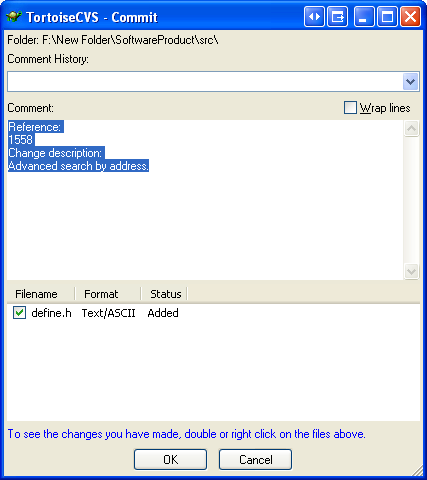 TortoiseCVS - Commit
Folder: F:\New Folder\SoftwareProduct\src\
Comment History:
Comment: Wrap lines
Reference:
1558
Change description:
Advanced search by address.
Filename Format Status
define.h Text/ASCII Added
To see the changes you have made, double or right click on the files above.
OK Cancel